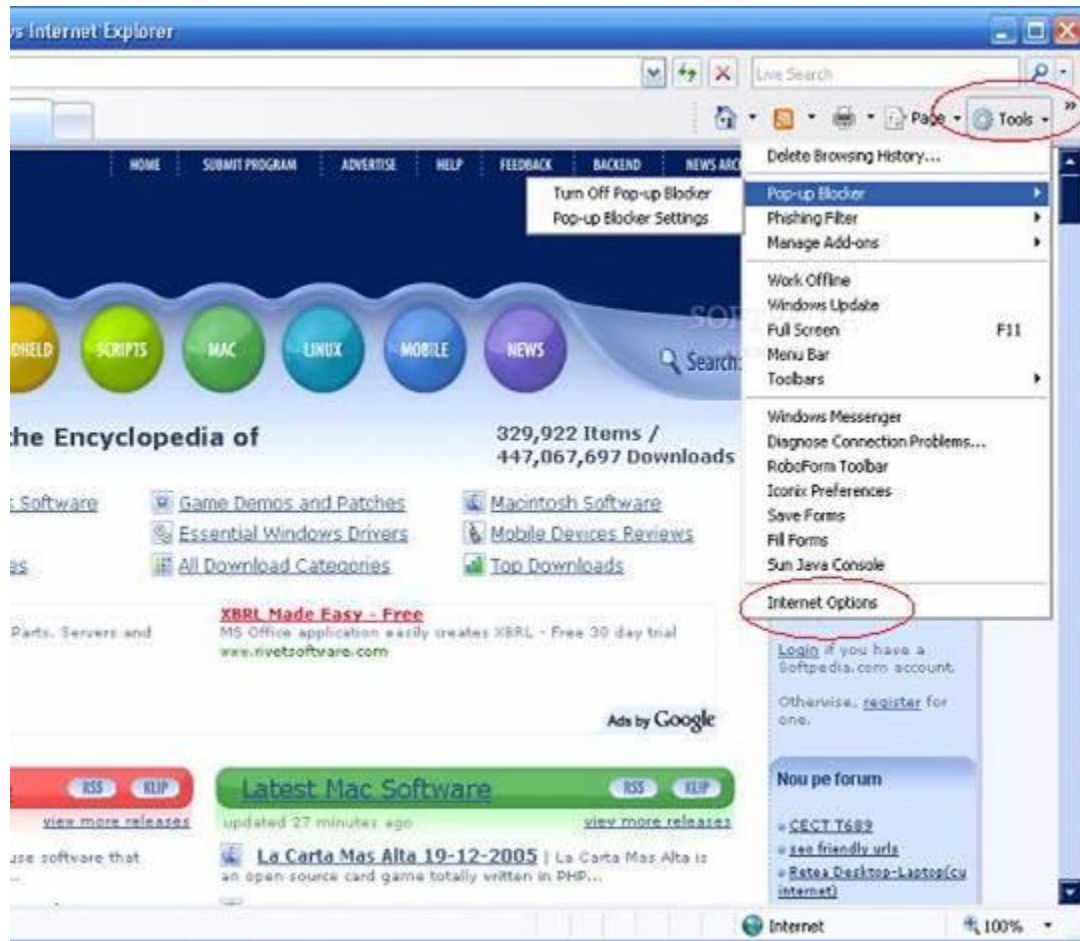 ws Internet Explorer
Live Search
Page
Tools
HOME
SUBMIT PROGRAM
ADVERTISE
HELP
FEEDBACK
BACKEND
NEWS ARC
Delete Browsing History...
Pop-up Blocker
Turn Off Pop-up Blocker
Pop-up Blocker Settings
Phishing Filter
Manage Add-ons
Work Offline
Windows Update
Full Screen F11
Menu Bar
Toolbars
Windows Messenger
Diagnose Connection Problems...
RoboForm Toolbar
Iconix Preferences
Save Forms
Fill Forms
Sun Java Console
Internet Options
NDHELD
SCRIPTS
MAC
LINUX
MOBILE
NEWS
SOF
Search:
the Encyclopedia of
329,922 Items /
447,067,697 Downloads
Software
Game Demos and Patches
Macintosh Software
Essential Windows Drivers
Mobile Devices Reviews
es
All Download Categories
Top Downloads
XBRL Made Easy - Free
Parts, Servers and
MS Office application easily creates XBRL - Free 30 day trial
www.rivetsoftware.com
Ads by Google
Login if you have a
Softpedia.com account.
Otherwise, register for
one.
RSS
KLIP
Latest Mac Software
RSS
KLIP
view more releases
updated 27 minutes ago
view more releases
use software that
...
La Carta Mas Alta 19-12-2005 | La Carta Mas Alta is
an open source card game totally written in PHP...
Nou pe forum
CECT T689
seo friendly urls
Retea Desktop-Laptop(cu
internet)
Internet
100%